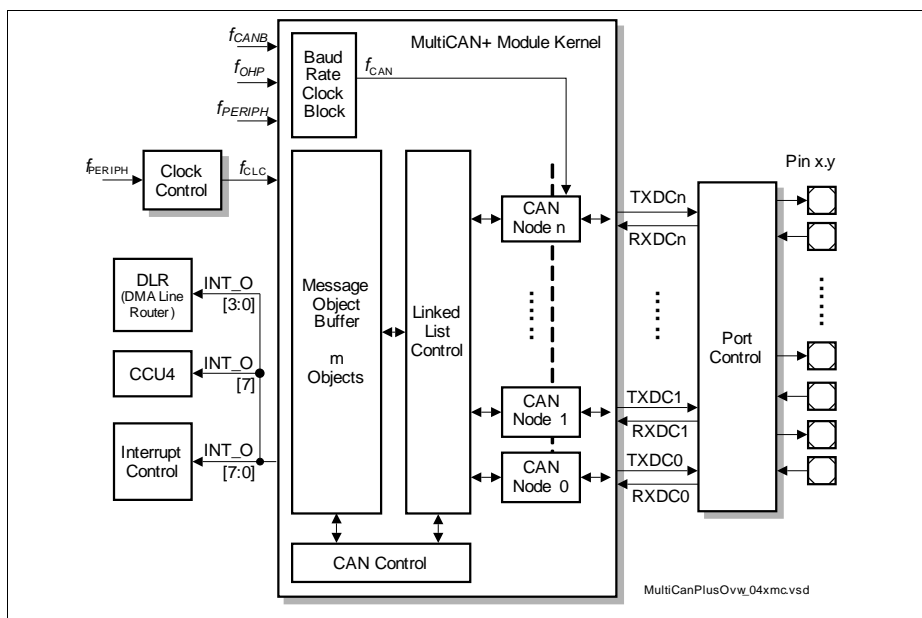 MultiCAN+ Module Kernel
fCANB
fOHP
fPERIPH
Baud
Rate
Clock
Block
fCAN
fPERIPH
Clock
Control
fCLC
DLR
(DMA Line
Router)
INT_O
[3:0]
CCU4
INT_O
[7]
Interrupt
Control
INT_O
[7:0]
Message
Object
Buffer
m
Objects
Linked
List
Control
CAN
Node n
CAN
Node 1
CAN
Node 0
CAN Control
TXDCn
RXDCn
TXDC1
RXDC1
TXDC0
RXDC0
Port
Control
Pin x.y
MultiCanPlusOvw_04xmc.vsd